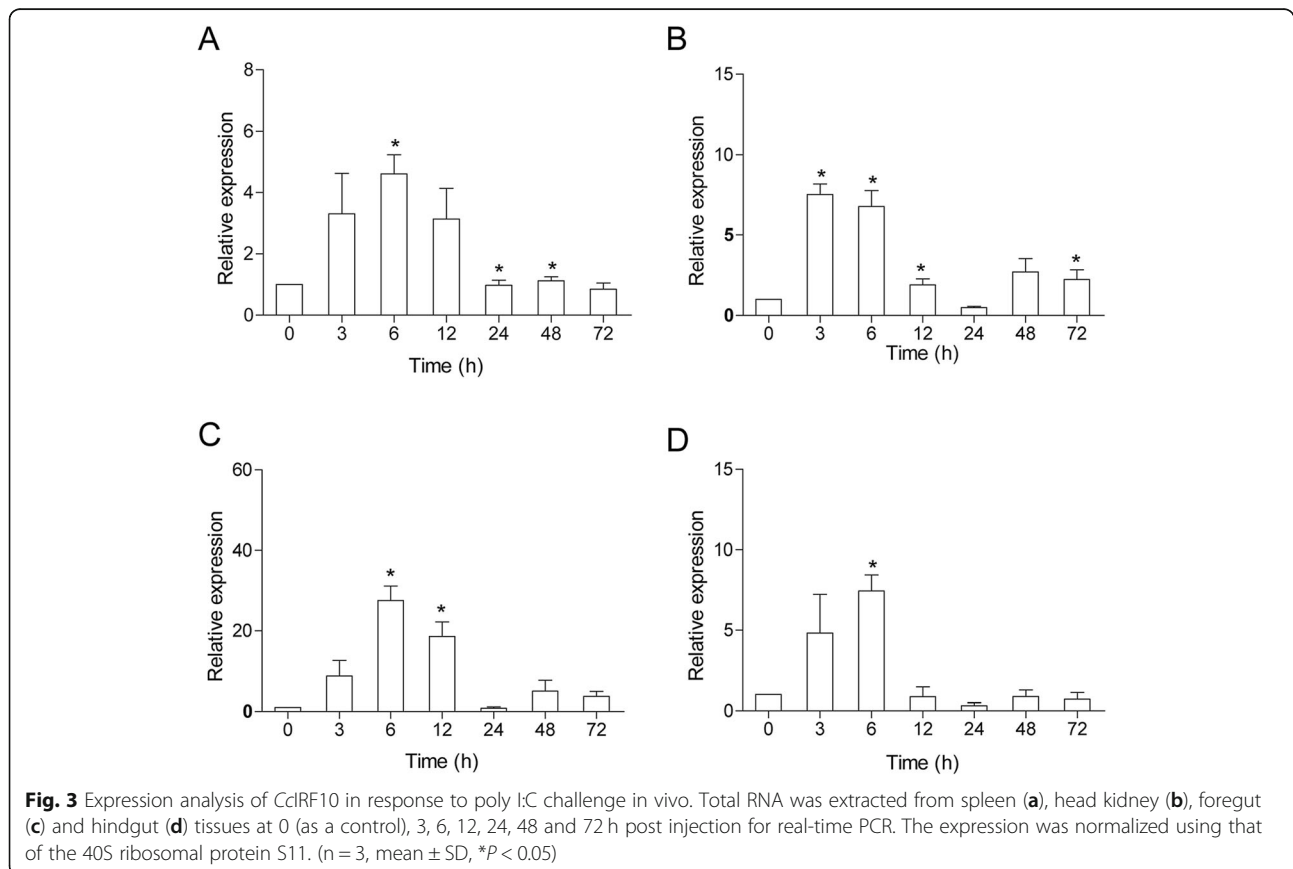 A
8
6
4
2
0
Relative expression
*
*
*
0 3 6 12 24 48 72
Time (h)
B
15
10
5
0
Relative expression
*
*
*
*
0 3 6 12 24 48 72
Time (h)
C
60
40
20
0
Relative expression
*
*
0 3 6 12 24 48 72
Time (h)
D
15
10
5
0
Relative expression
*
0 3 6 12 24 48 72
Time (h)
Fig. 3 Expression analysis of CcIRF10 in response to poly I:C challenge in vivo. Total RNA was extracted from spleen (a), head kidney (b), foregut
(c) and hindgut (d) tissues at 0 (as a control), 3, 6, 12, 24, 48 and 72 h post injection for real-time PCR. The expression was normalized using that
of the 40S ribosomal protein S11. (n = 3, mean ± SD, *P < 0.05)